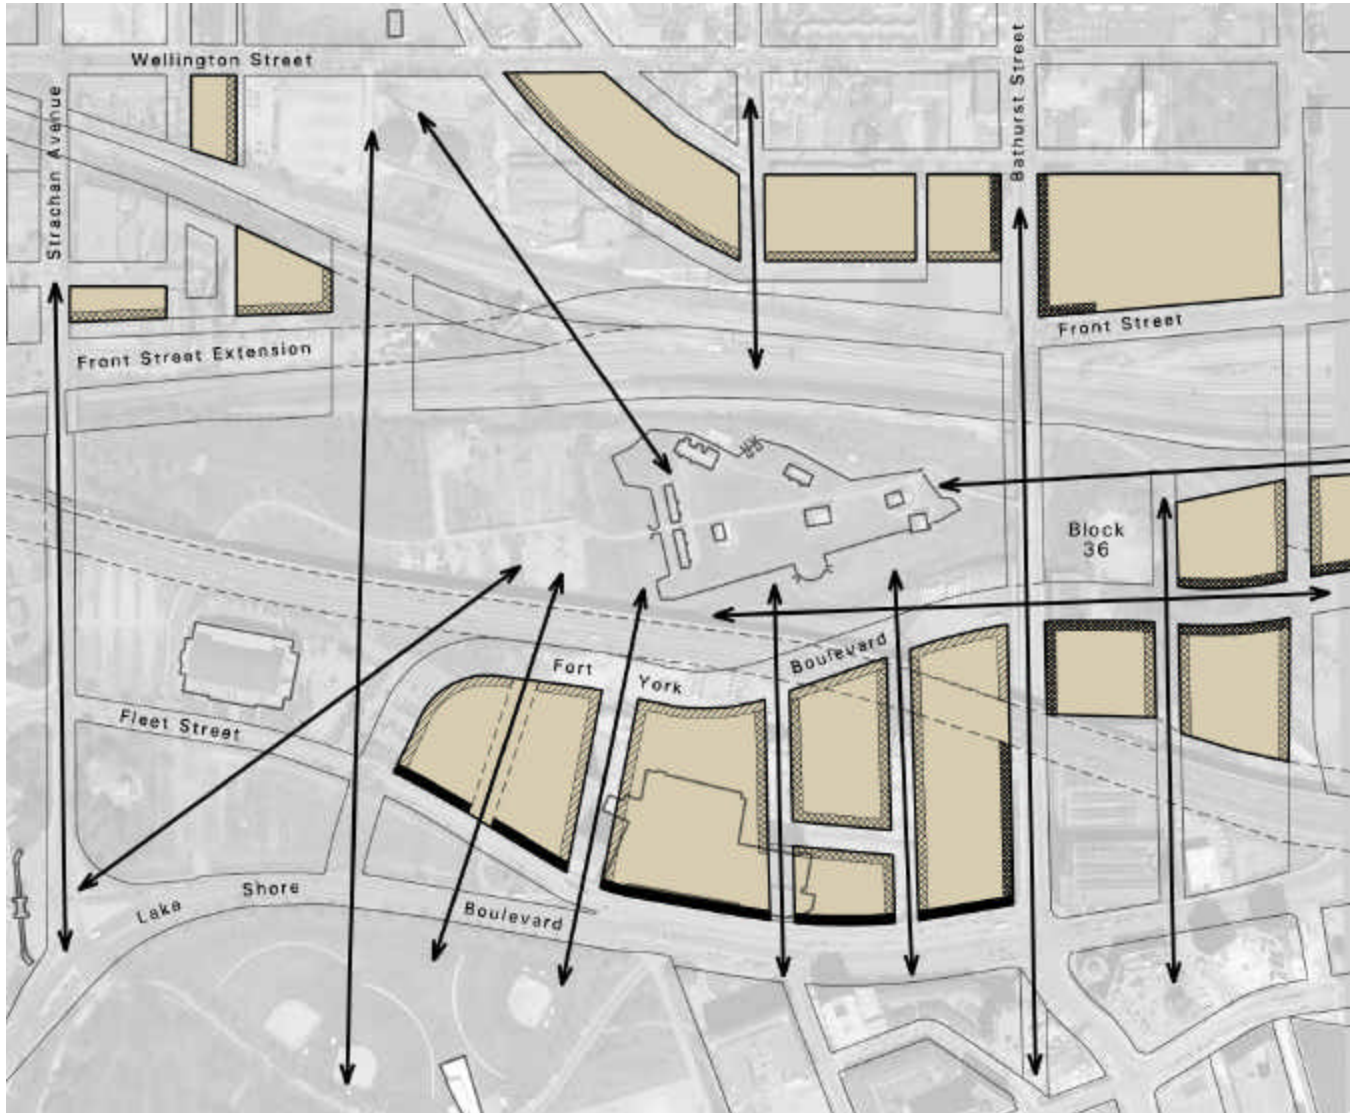 Wellington Street
Strachan Avenue
Bathurst Street
Front Street
Front Street Extension
Block
36
Fort York Boulevard
Fleet Street
Lake Shore Boulevard